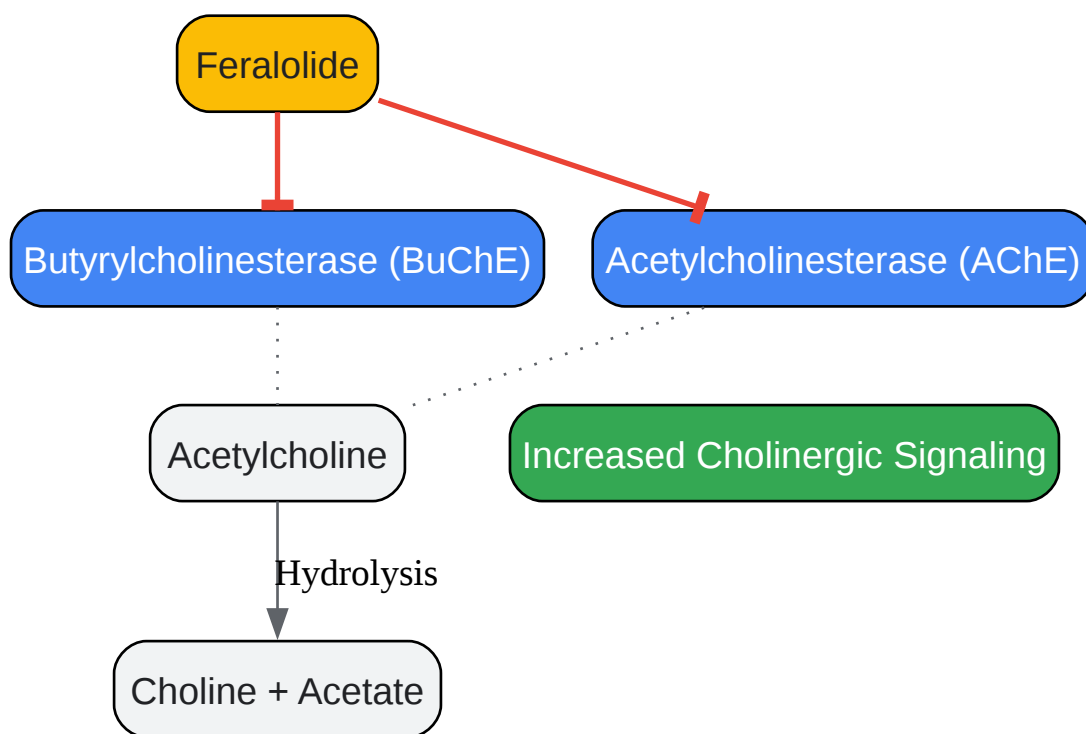 Feralolide
Butyrylcholinesterase (BuChE)
Acetylcholinesterase (AChE)
Acetylcholine
Increased Cholinergic Signaling
Hydrolysis
Choline + Acetate